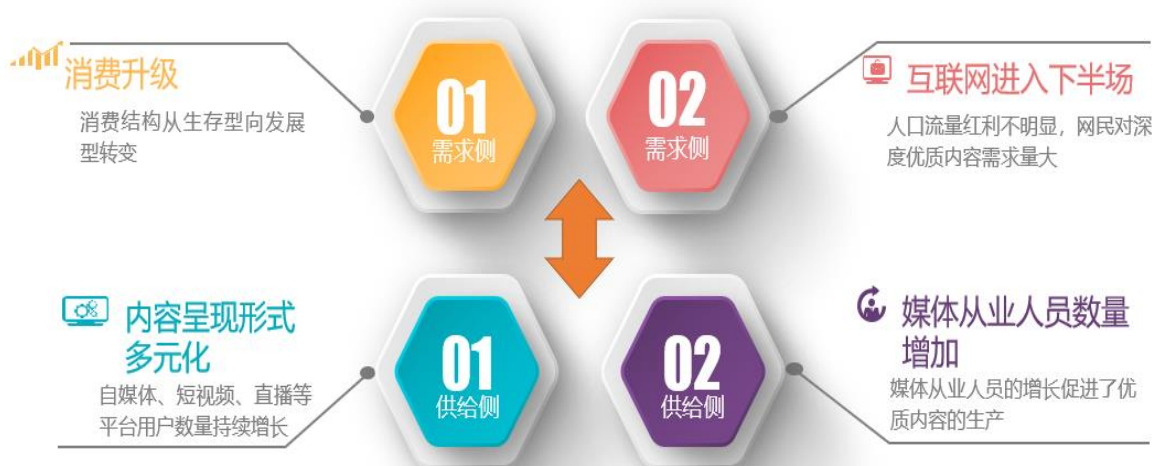 消费升级
消费结构从生存型向发展
型转变
01
需求侧
02
需求侧
互联网进入下半场
人口流量红利不明显，网民对深
度优质内容需求量大
内容呈现形式
多元化
自媒体、短视频、直播等
平台用户数量持续增长
01
供给侧
02
供给侧
媒体从业人员数量
增加
媒体从业人员的增长促进了优
质内容的生产